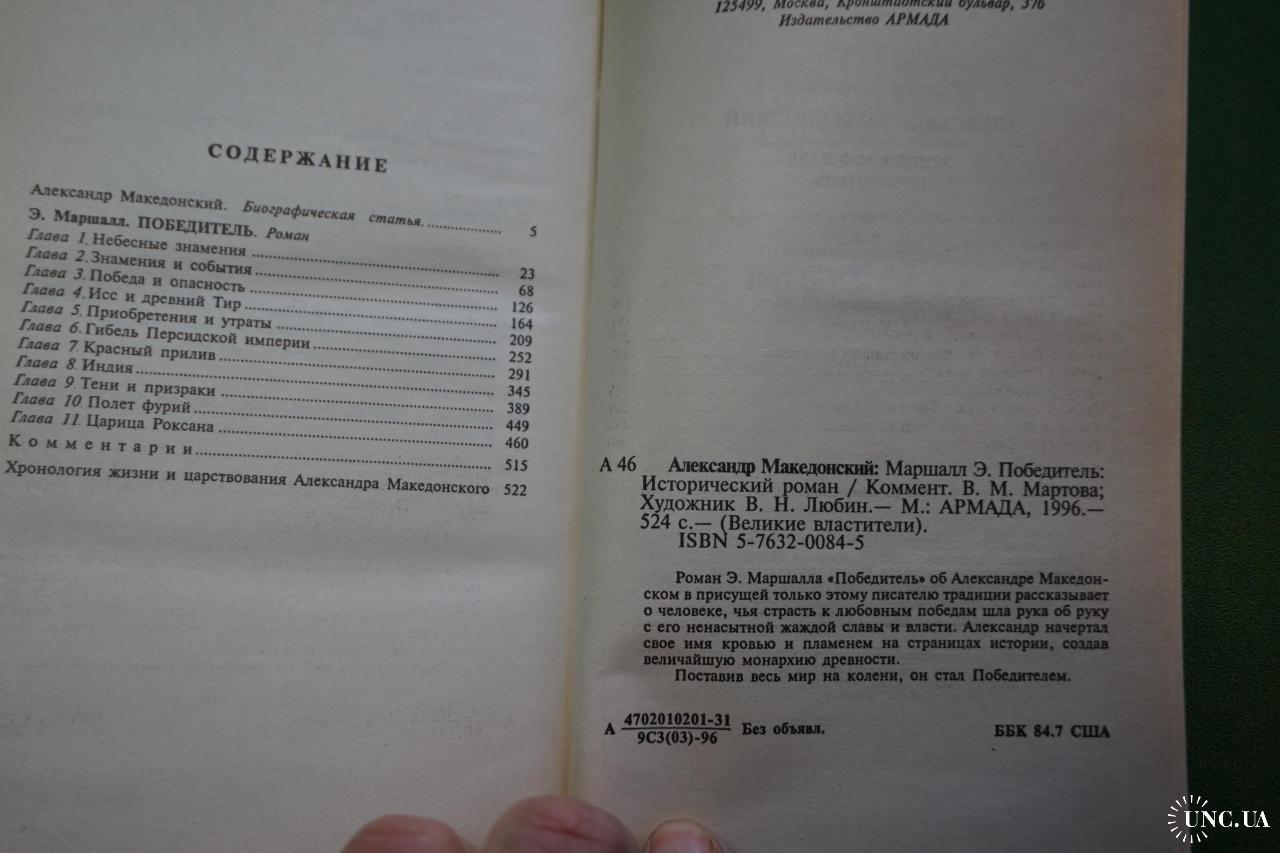 СОДЕРЖАНИЕ
Александр Македонский. Биографическая статья. 5
Э. Маршалл. ПОБЕДИТЕЛЬ. Роман
Глава 1. Небесные знамения 23
Глава 2. Знамения и события 68
Глава 3. Победа и опасность 126
Глава 4. Исс и древний Тир 164
Глава 5. Приобретения и утраты 209
Глава 6. Гибель Персидской империи 252
Глава 7. Красный прилив 291
Глава 8. Индия 345
Глава 9. Тени и призраки 389
Глава 10. Полет фурий 449
Глава 11. Царица Роксана 460
Комментарии 515
Хронология жизни и царствования Александра Македонского 522
125499, Москва, Кронштадтский бульвар, 37б
Издательство АРМАДА
А 46 Александр Македонский: Маршалл Э. Победитель:
Исторический роман / Коммент. В. М. Мартова;
Художник В. Н. Любин.— М.: АРМАДА, 1996.—
524 с.— (Великие властители).
ISBN 5-7632-0084-5
Роман Э. Маршалла «Победитель» об Александре Македон-
ском в присущей только этому писателю традиции рассказывает
о человеке, чья страсть к любовным победам шла рука об руку
с его ненасытной жаждой славы и власти. Александр начертал
свое имя кровью и пламенем на страницах истории, создав
величайшую монархию древности.
Поставив весь мир на колени, он стал Победителем.
А 4702010201-31
9С3(03)-96 Без объявл. ББК 84.7 США
UNC.UA